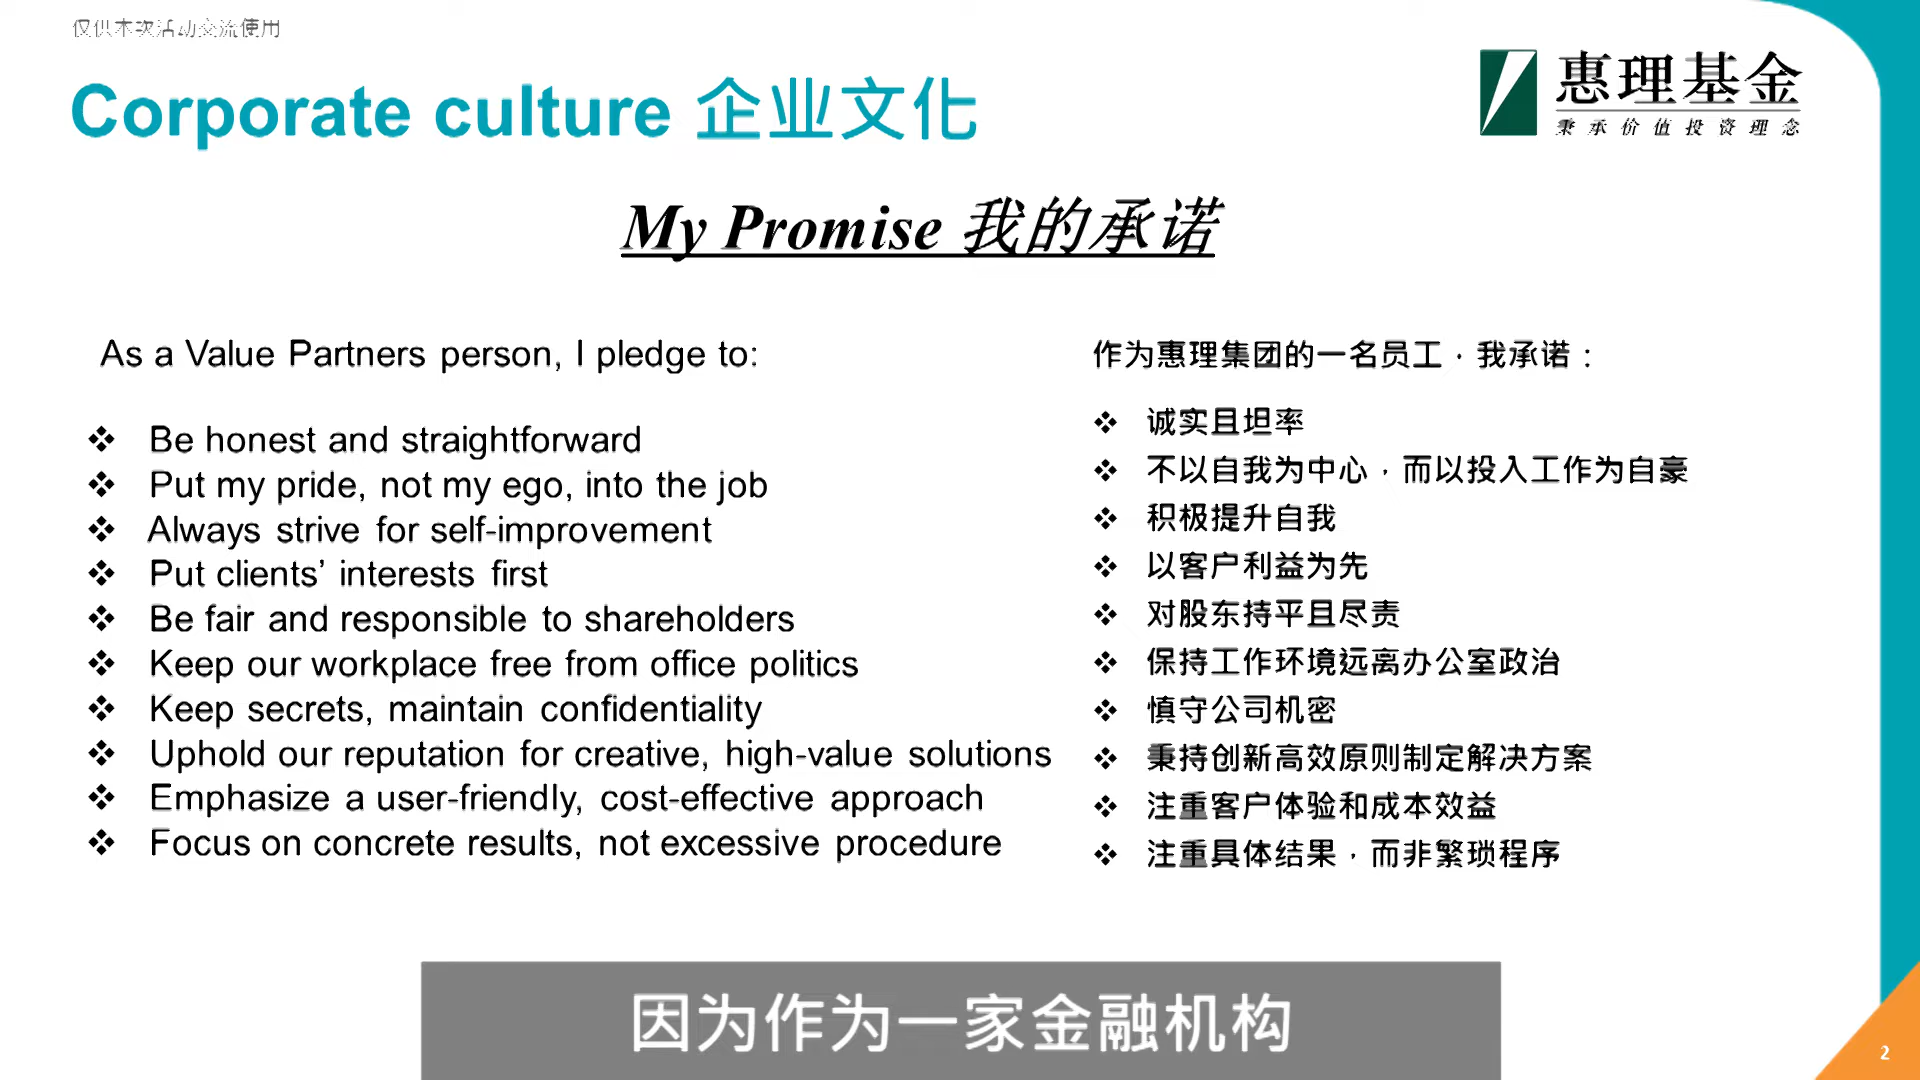 仅供本次活动交流使用
Corporate culture 企业文化
惠理基金
秉承价值投资理念
My Promise 我的承诺
As a Value Partners person, I pledge to:
❖ Be honest and straightforward
❖ Put my pride, not my ego, into the job
❖ Always strive for self-improvement
❖ Put clients’ interests first
❖ Be fair and responsible to shareholders
❖ Keep our workplace free from office politics
❖ Keep secrets, maintain confidentiality
❖ Uphold our reputation for creative, high-value solutions
❖ Emphasize a user-friendly, cost-effective approach
❖ Focus on concrete results, not excessive procedure
作为惠理集团的一名员工，我承诺：
❖ 诚实且坦率
❖ 不以自我为中心，而以投入工作为自豪
❖ 积极提升自我
❖ 以客户利益为先
❖ 对股东持平且尽责
❖ 保持工作环境远离办公室政治
❖ 慎守公司机密
❖ 秉持创新高效原则制定解决方案
❖ 注重客户体验和成本效益
❖ 注重具体结果，而非繁琐程序
因为作为一家金融机构
2